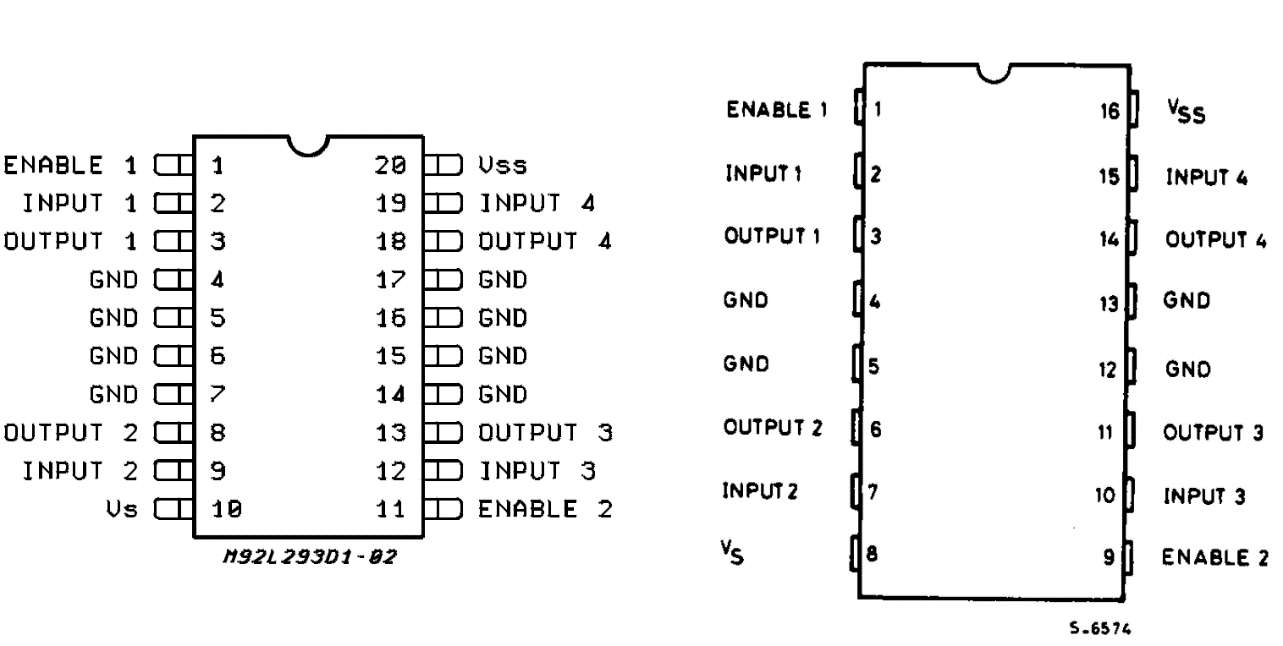 ENABLE 1 1 20 Vss
INPUT 1 2 19 INPUT 4
OUTPUT 1 3 18 OUTPUT 4
GND 4 17 GND
GND 5 16 GND
GND 6 15 GND
GND 7 14 GND
OUTPUT 2 8 13 OUTPUT 3
INPUT 2 9 12 INPUT 3
Vs 10 11 ENABLE 2
M92L293D1-02
ENABLE 1 1 16 VSS
INPUT 1 2 15 INPUT 4
OUTPUT 1 3 14 OUTPUT 4
GND 4 13 GND
GND 5 12 GND
OUTPUT 2 6 11 OUTPUT 3
INPUT 2 7 10 INPUT 3
VS 8 9 ENABLE 2
S-6574